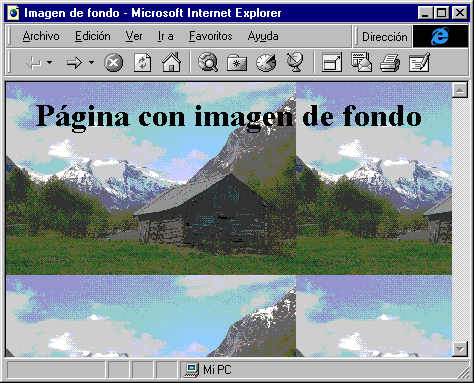 Imagen de fondo - Microsoft Internet Explorer
Archivo Edición Ver Ir a Favoritos Ayuda Dirección
Página con imagen de fondo
Mi PC